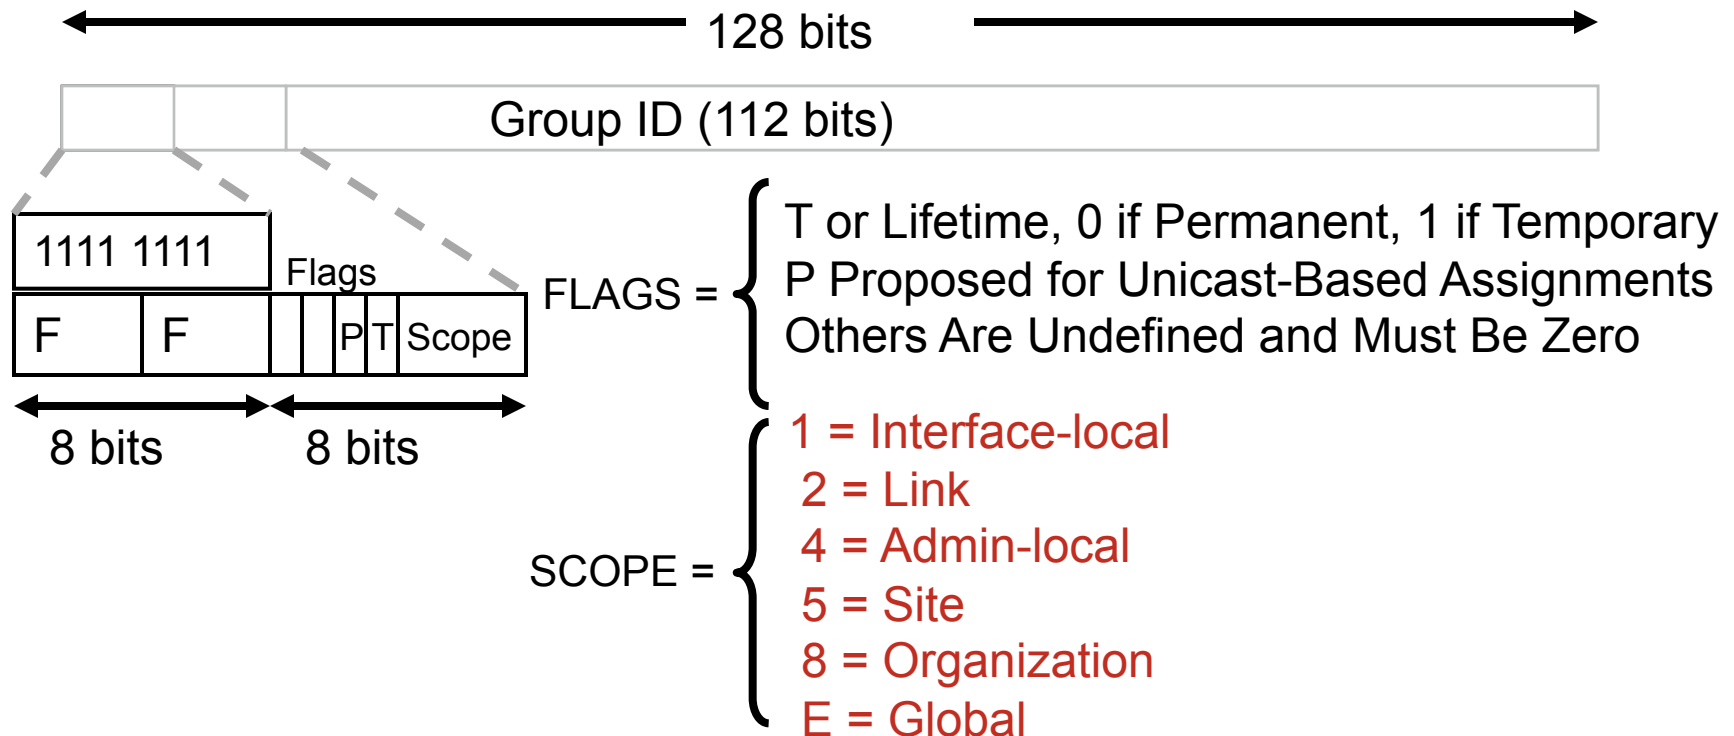 128 bits
Group ID (112 bits)
1111 1111
Flags
F F P T Scope
8 bits 8 bits
FLAGS =
T or Lifetime, 0 if Permanent, 1 if Temporary
P Proposed for Unicast-Based Assignments
Others Are Undefined and Must Be Zero
SCOPE =
1 = Interface-local
2 = Link
4 = Admin-local
5 = Site
8 = Organization
E = Global